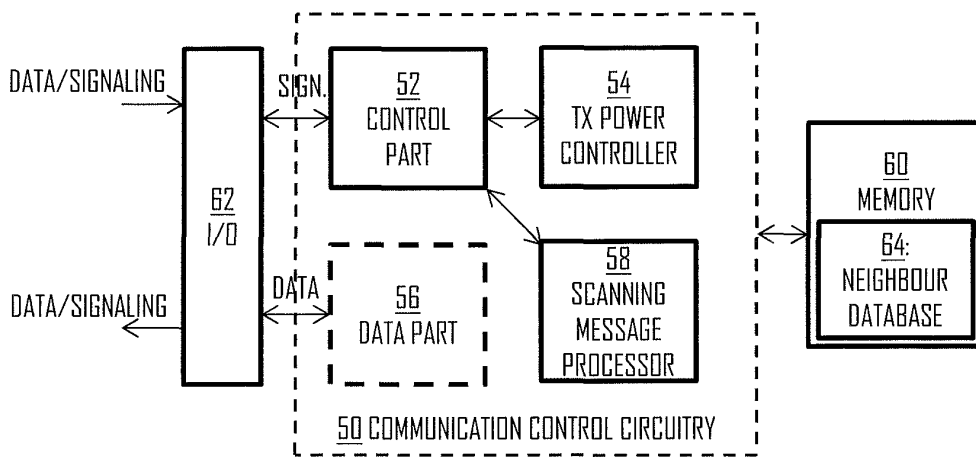 DATA/SIGNALING
DATA/SIGNALING
62
I/O
SIGN.
DATA
52
CONTROL
PART
54
TX POWER
CONTROLLER
56
DATA PART
58
SCANNING
MESSAGE
PROCESSOR
50 COMMUNICATION CONTROL CIRCUITRY
60
MEMORY
64:
NEIGHBOUR
DATABASE